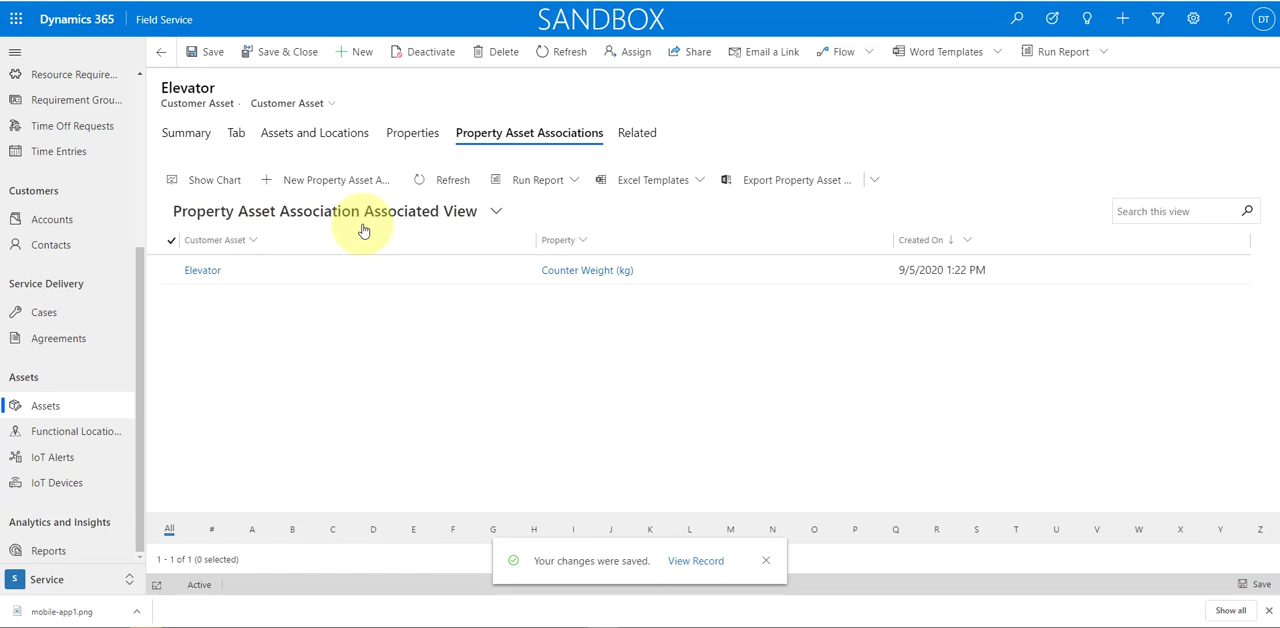 Dynamics 365 Field Service SANDBOX ? DT
Save Save & Close New Deactivate Delete Refresh Assign Share Email a Link Flow Word Templates Run Report
Resource Require...
Requirement Grou...
Time Off Requests
Time Entries
Customers
Accounts
Contacts
Service Delivery
Cases
Agreements
Assets
Assets
Functional Locatio...
IoT Alerts
IoT Devices
Analytics and Insights
Reports
S Service
Elevator
Customer Asset · Customer Asset
Summary Tab Assets and Locations Properties Property Asset Associations Related
Show Chart New Property Asset A... Refresh Run Report Excel Templates Export Property Asset ...
Property Asset Association Associated View
Search this view
Customer Asset Property Created On
Elevator Counter Weight (kg) 9/5/2020 1:22 PM
All # A B C D E F G H I J K L M N O P Q R S T U V W X Y Z
1 - 1 of 1 (0 selected)
Your changes were saved. View Record
Active Save
mobile-app1.png Show all